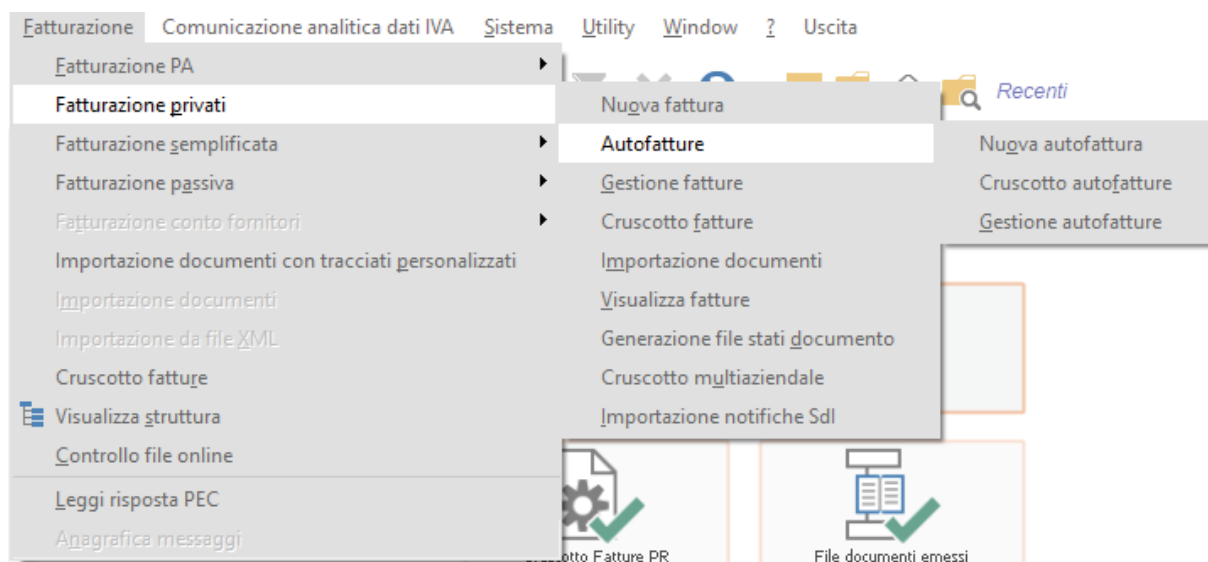 Fatturazione Comunicazione analitica dati IVA Sistema Utility Window ? Uscita
Recenti
Fatturazione PA
Fatturazione privati
Fatturazione semplificata
Fatturazione passiva
Fatturazione conto fornitori
Importazione documenti con tracciati personalizzati
Importazione documenti
Importazione da file XML
Cruscotto fatture
Visualizza struttura
Controllo file online
Leggi risposta PEC
Anagrafica messaggi
Nuova fattura
Autofatture
Gestione fatture
Cruscotto fatture
Importazione documenti
Visualizza fatture
Generazione file stati documento
Cruscotto multiaziendale
Importazione notifiche SdI
Nuova autofattura
Cruscotto autofatture
Gestione autofatture
Fatture PR
File documenti emessi